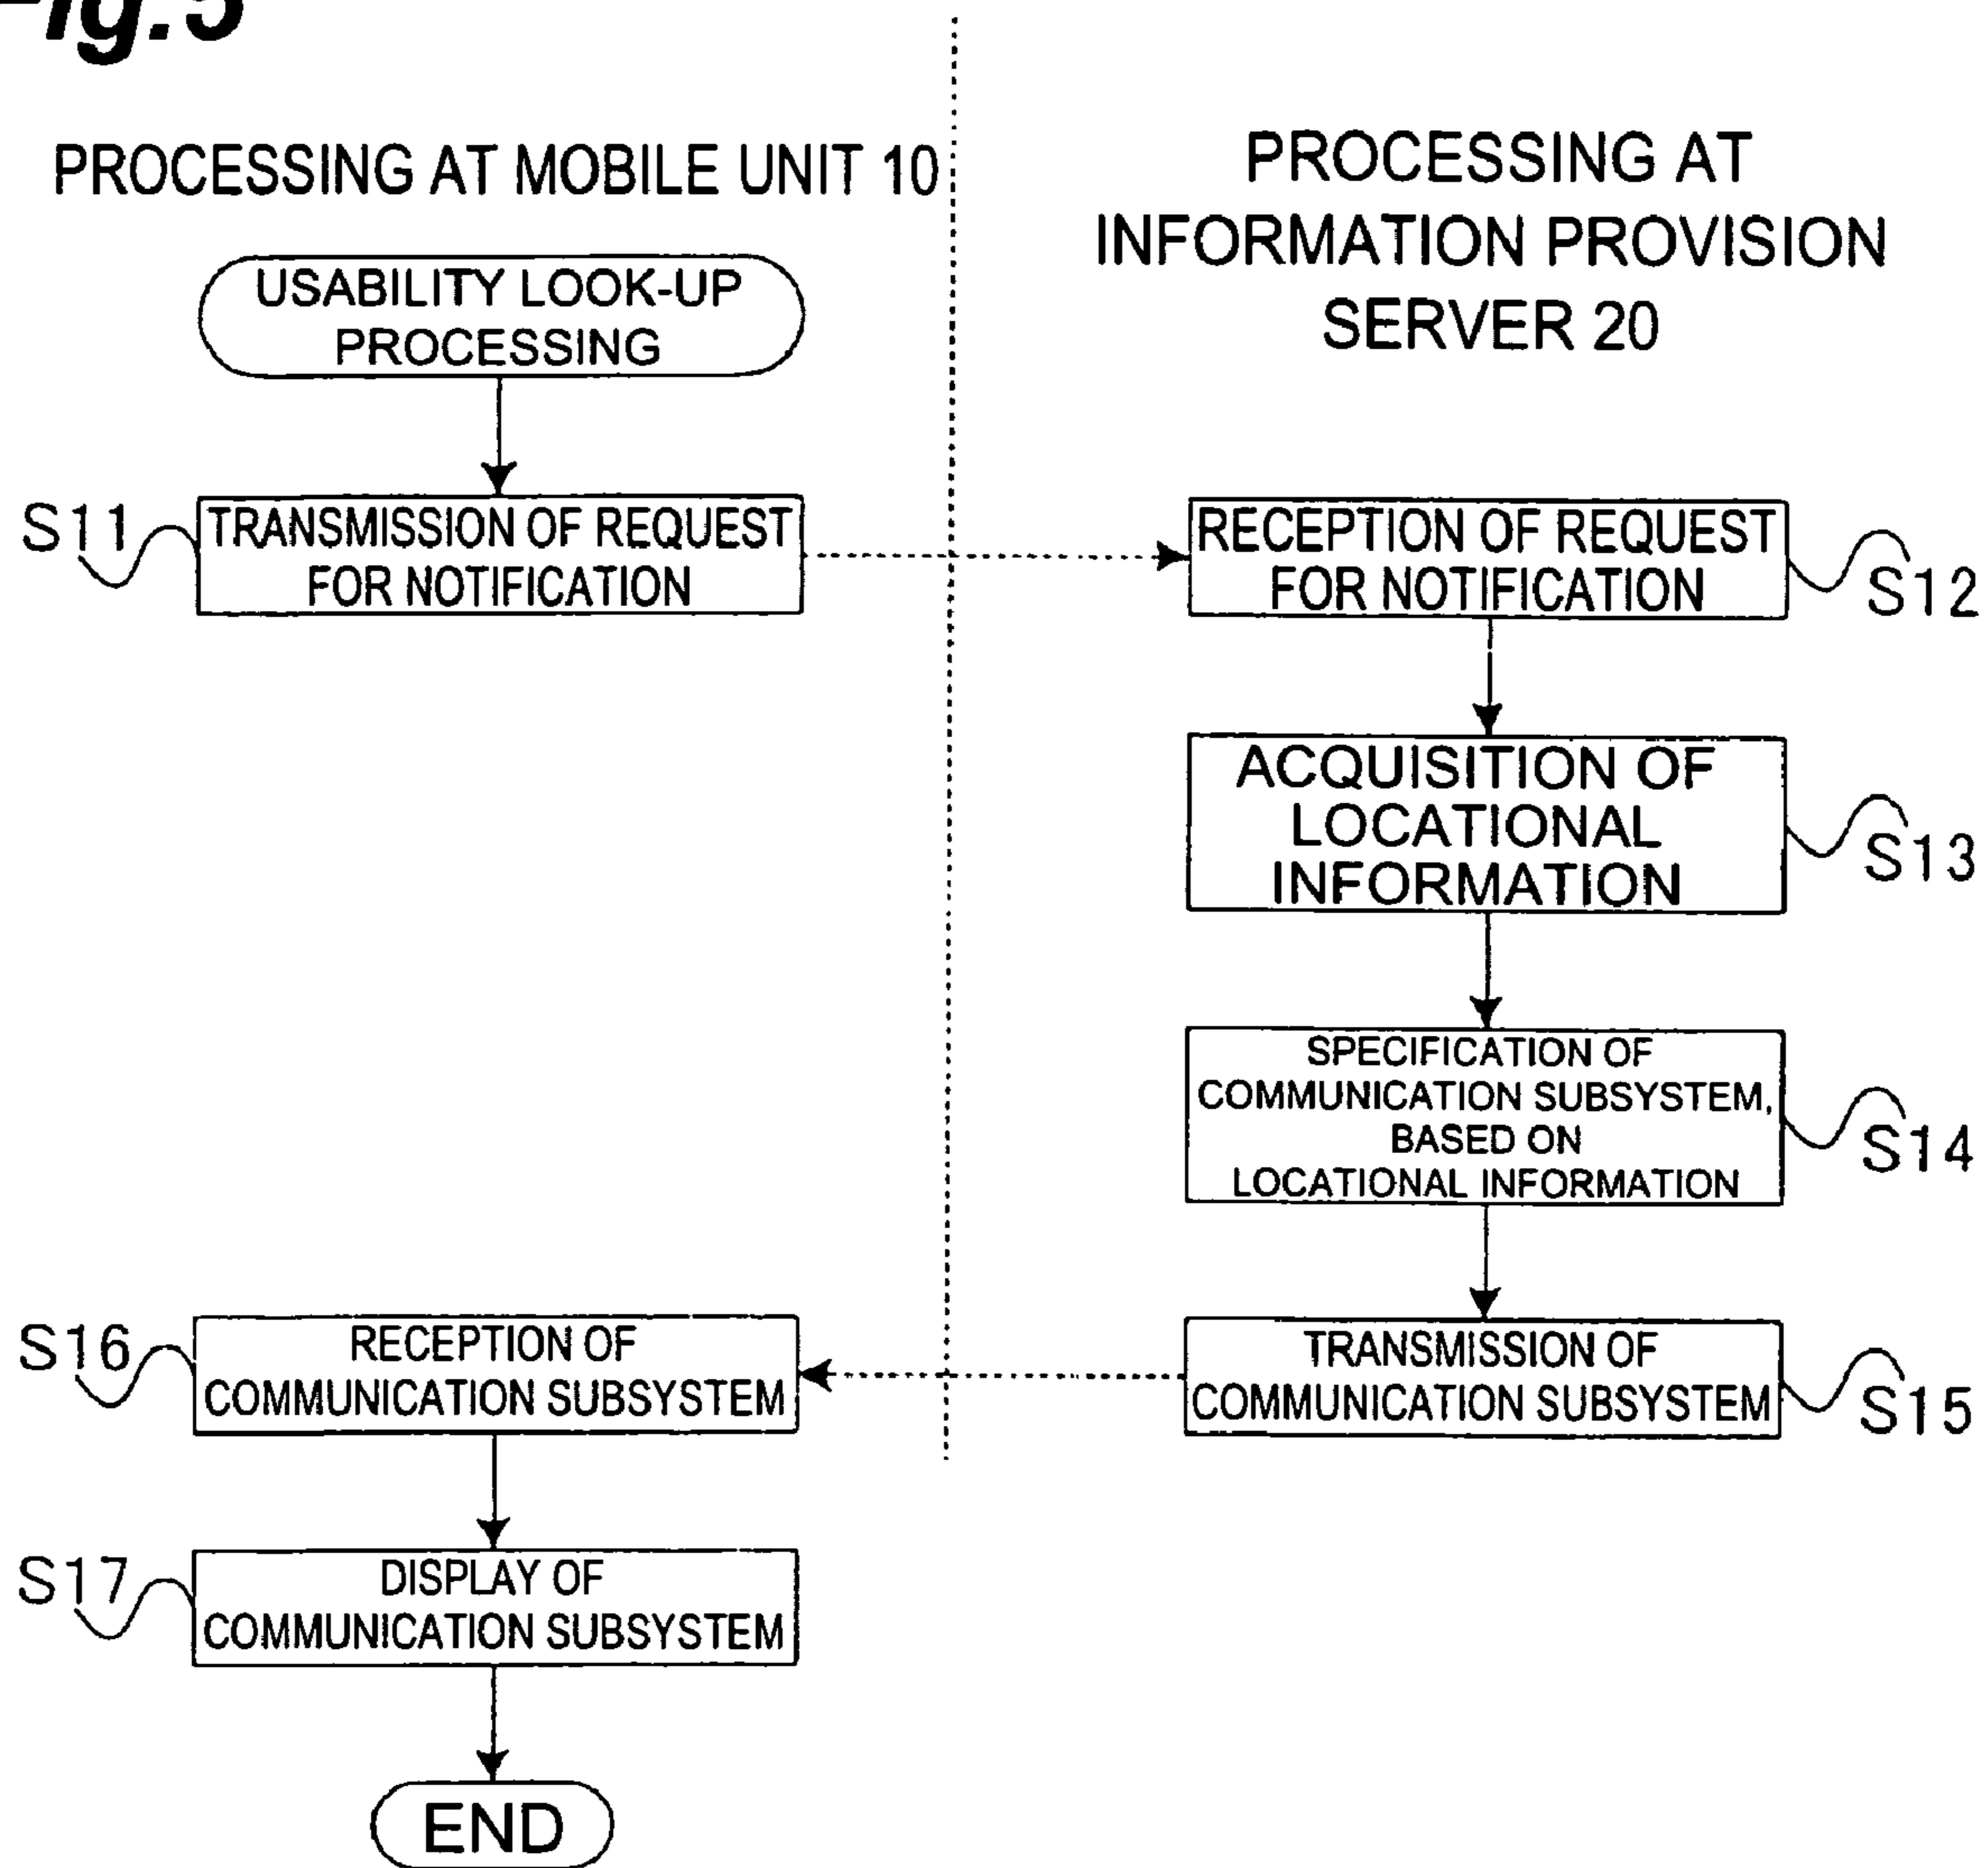 Fig.5
PROCESSING AT MOBILE UNIT 10
PROCESSING AT
INFORMATION PROVISION
SERVER 20
USABILITY LOOK-UP
PROCESSING
S11
TRANSMISSION OF REQUEST
FOR NOTIFICATION
RECEPTION OF REQUEST
FOR NOTIFICATION
S12
ACQUISITION OF
LOCATIONAL
INFORMATION
S13
SPECIFICATION OF
COMMUNICATION SUBSYSTEM,
BASED ON
LOCATIONAL INFORMATION
S14
S16
RECEPTION OF
COMMUNICATION SUBSYSTEM
TRANSMISSION OF
COMMUNICATION SUBSYSTEM
S15
S17
DISPLAY OF
COMMUNICATION SUBSYSTEM
END